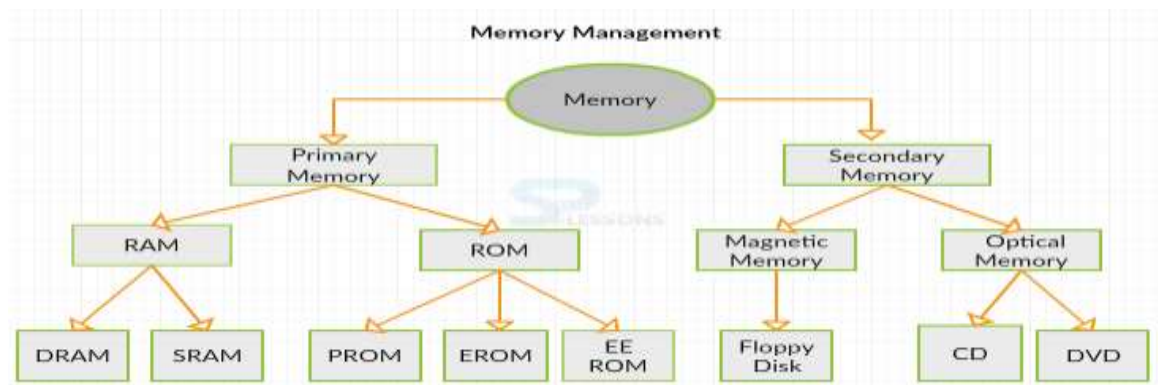 Memory Management
Memory
Primary
Memory
Secondary
Memory
LESSONS
RAM
ROM
Magnetic
Memory
Optical
Memory
DRAM
SRAM
PROM
EROM
EE
ROM
Floppy
Disk
CD
DVD